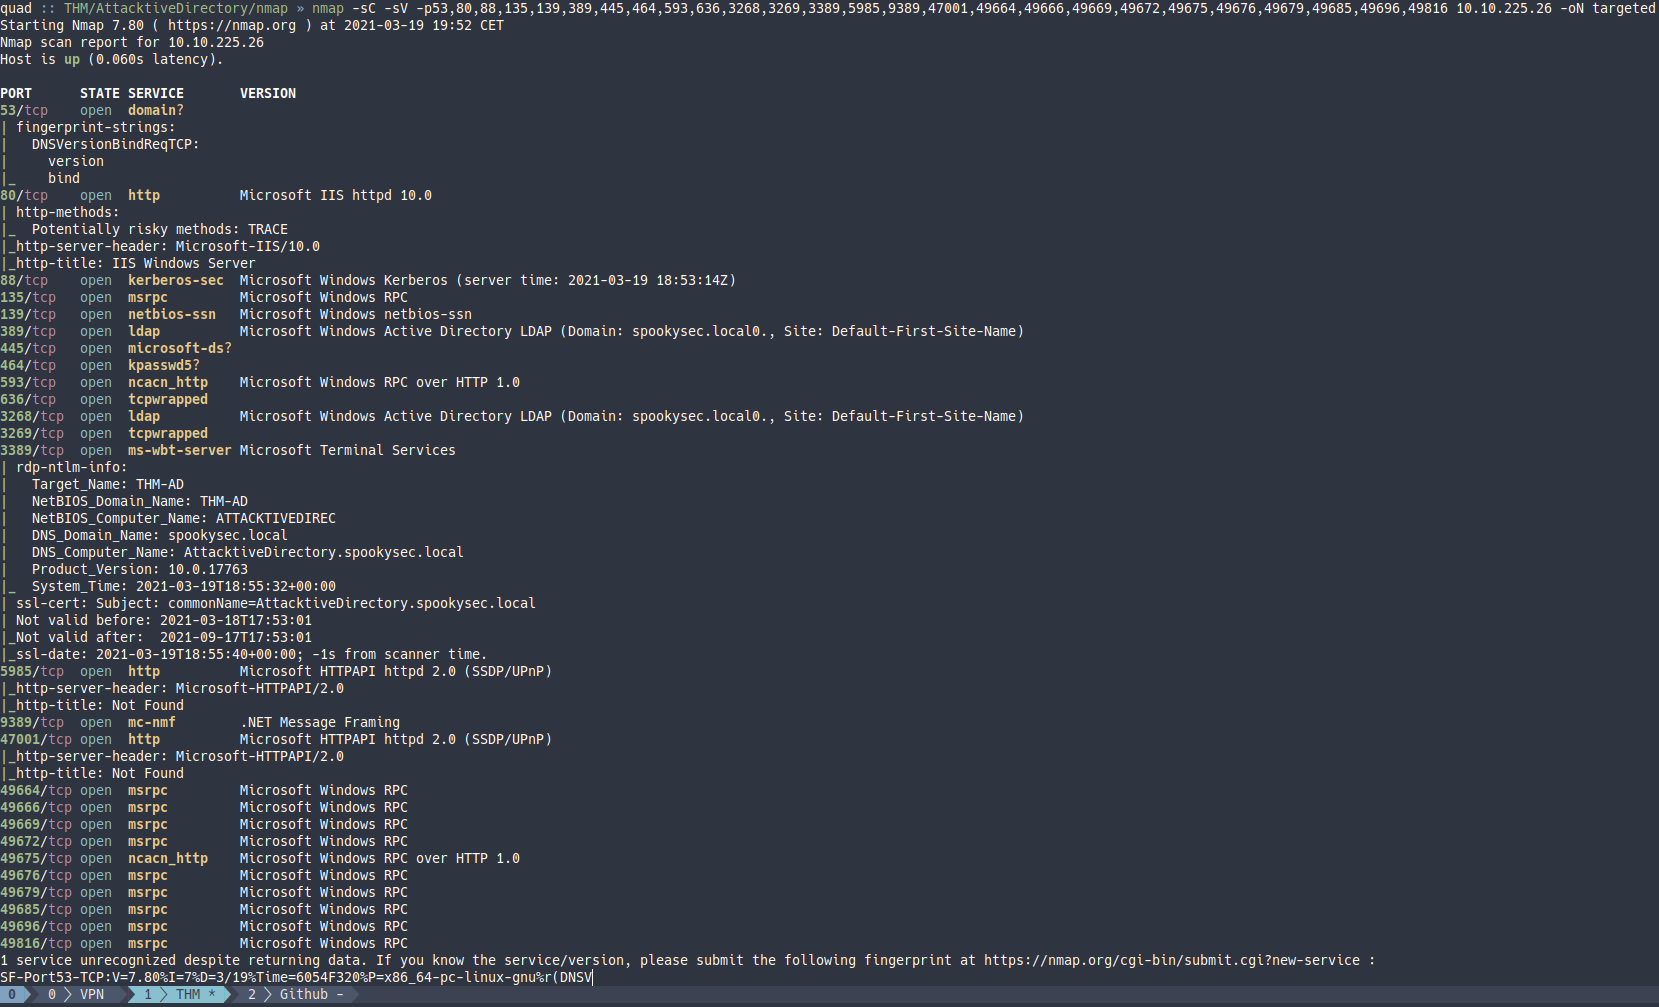 quad :: THM/AttacktiveDirectory/nmap » nmap -sC -sV -p53,80,88,135,139,389,445,464,593,636,3268,3269,3389,5985,9389,47001,49664,49666,49669,49672,49675,49676,49679,49685,49696,49816 10.10.225.26 -oN targeted
Starting Nmap 7.80 ( https://nmap.org ) at 2021-03-19 19:52 CET
Nmap scan report for 10.10.225.26
Host is up (0.060s latency).

PORT      STATE SERVICE       VERSION
53/tcp    open  domain?
| fingerprint-strings:
|   DNSVersionBindReqTCP:
|     version
|_    bind
80/tcp    open  http          Microsoft IIS httpd 10.0
| http-methods:
|_  Potentially risky methods: TRACE
|_http-server-header: Microsoft-IIS/10.0
|_http-title: IIS Windows Server
88/tcp    open  kerberos-sec  Microsoft Windows Kerberos (server time: 2021-03-19 18:53:14Z)
135/tcp   open  msrpc         Microsoft Windows RPC
139/tcp   open  netbios-ssn   Microsoft Windows netbios-ssn
389/tcp   open  ldap          Microsoft Windows Active Directory LDAP (Domain: spookysec.local0., Site: Default-First-Site-Name)
445/tcp   open  microsoft-ds?
464/tcp   open  kpasswd5?
593/tcp   open  ncacn_http    Microsoft Windows RPC over HTTP 1.0
636/tcp   open  tcpwrapped
3268/tcp  open  ldap          Microsoft Windows Active Directory LDAP (Domain: spookysec.local0., Site: Default-First-Site-Name)
3269/tcp  open  tcpwrapped
3389/tcp  open  ms-wbt-server Microsoft Terminal Services
| rdp-ntlm-info:
|   Target_Name: THM-AD
|   NetBIOS_Domain_Name: THM-AD
|   NetBIOS_Computer_Name: ATTACKTIVEDIREC
|   DNS_Domain_Name: spookysec.local
|   DNS_Computer_Name: AttacktiveDirectory.spookysec.local
|   Product_Version: 10.0.17763
|_  System_Time: 2021-03-19T18:55:32+00:00
| ssl-cert: Subject: commonName=AttacktiveDirectory.spookysec.local
| Not valid before: 2021-03-18T17:53:01
|_Not valid after:  2021-09-17T17:53:01
|_ssl-date: 2021-03-19T18:55:40+00:00; -1s from scanner time.
5985/tcp  open  http          Microsoft HTTPAPI httpd 2.0 (SSDP/UPnP)
|_http-server-header: Microsoft-HTTPAPI/2.0
|_http-title: Not Found
9389/tcp  open  mc-nmf        .NET Message Framing
47001/tcp open  http          Microsoft HTTPAPI httpd 2.0 (SSDP/UPnP)
|_http-server-header: Microsoft-HTTPAPI/2.0
|_http-title: Not Found
49664/tcp open  msrpc         Microsoft Windows RPC
49666/tcp open  msrpc         Microsoft Windows RPC
49669/tcp open  msrpc         Microsoft Windows RPC
49672/tcp open  msrpc         Microsoft Windows RPC
49675/tcp open  ncacn_http    Microsoft Windows RPC over HTTP 1.0
49676/tcp open  msrpc         Microsoft Windows RPC
49679/tcp open  msrpc         Microsoft Windows RPC
49685/tcp open  msrpc         Microsoft Windows RPC
49696/tcp open  msrpc         Microsoft Windows RPC
49816/tcp open  msrpc         Microsoft Windows RPC
1 service unrecognized despite returning data. If you know the service/version, please submit the following fingerprint at https://nmap.org/cgi-bin/submit.cgi?new-service :
SF-Port53-TCP:V=7.80%I=7%D=3/19%Time=6054F320%P=x86_64-pc-linux-gnu%r(DNSV
0 0 VPN 1 THM * 2 Github -